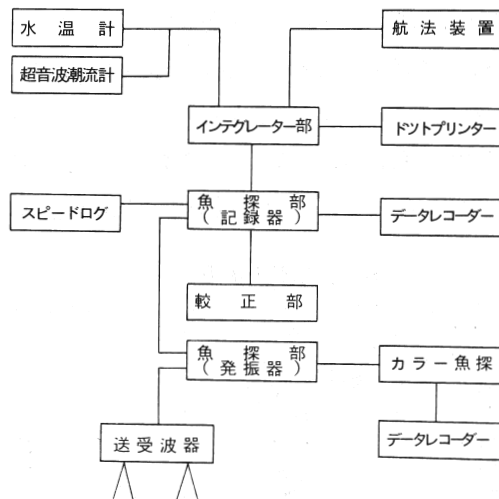 水温計
航法装置
超音波潮流計
インテグレーター部
ドットプリンター
スピードログ
魚探部
(記録器)
データレコーダー
較正部
魚探部
(発振器)
カラー魚探
送受波器
データレコーダー